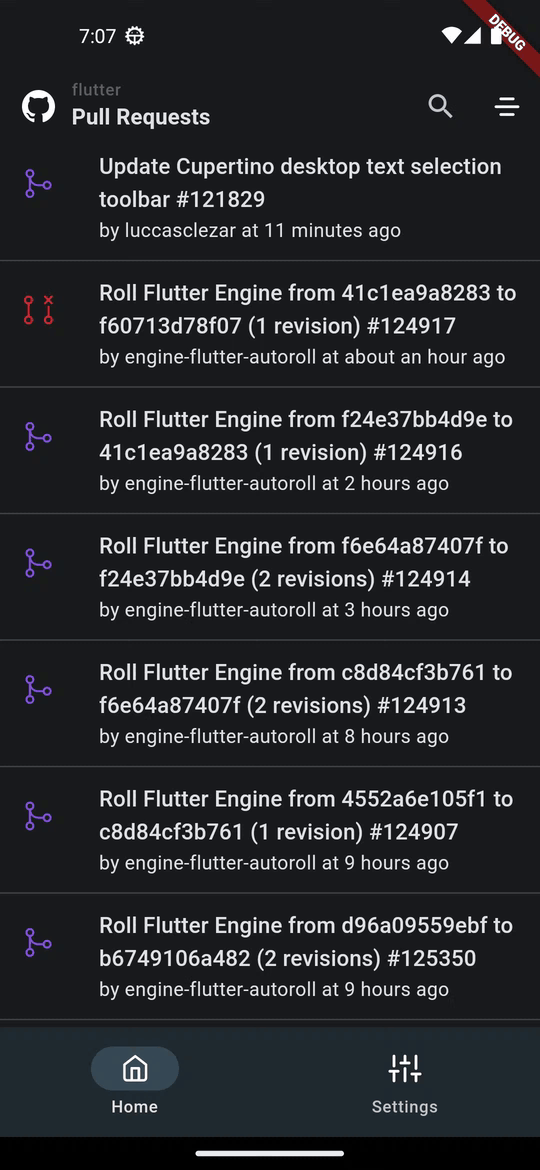 7:07
DEBUG
flutter
Pull Requests
Update Cupertino desktop text selection
toolbar #121829
by luccasclezar at 11 minutes ago
Roll Flutter Engine from 41c1ea9a8283 to
f60713d78f07 (1 revision) #124917
by engine-flutter-autoroll at about an hour ago
Roll Flutter Engine from f24e37bb4d9e to
41c1ea9a8283 (1 revision) #124916
by engine-flutter-autoroll at 2 hours ago
Roll Flutter Engine from f6e64a87407f to
f24e37bb4d9e (2 revisions) #124914
by engine-flutter-autoroll at 3 hours ago
Roll Flutter Engine from c8d84cf3b761 to
f6e64a87407f (2 revisions) #124913
by engine-flutter-autoroll at 8 hours ago
Roll Flutter Engine from 4552a6e105f1 to
c8d84cf3b761 (1 revision) #124907
by engine-flutter-autoroll at 9 hours ago
Roll Flutter Engine from d96a09559ebf to
b6749106a482 (2 revisions) #125350
by engine-flutter-autoroll at 9 hours ago
Home
Settings